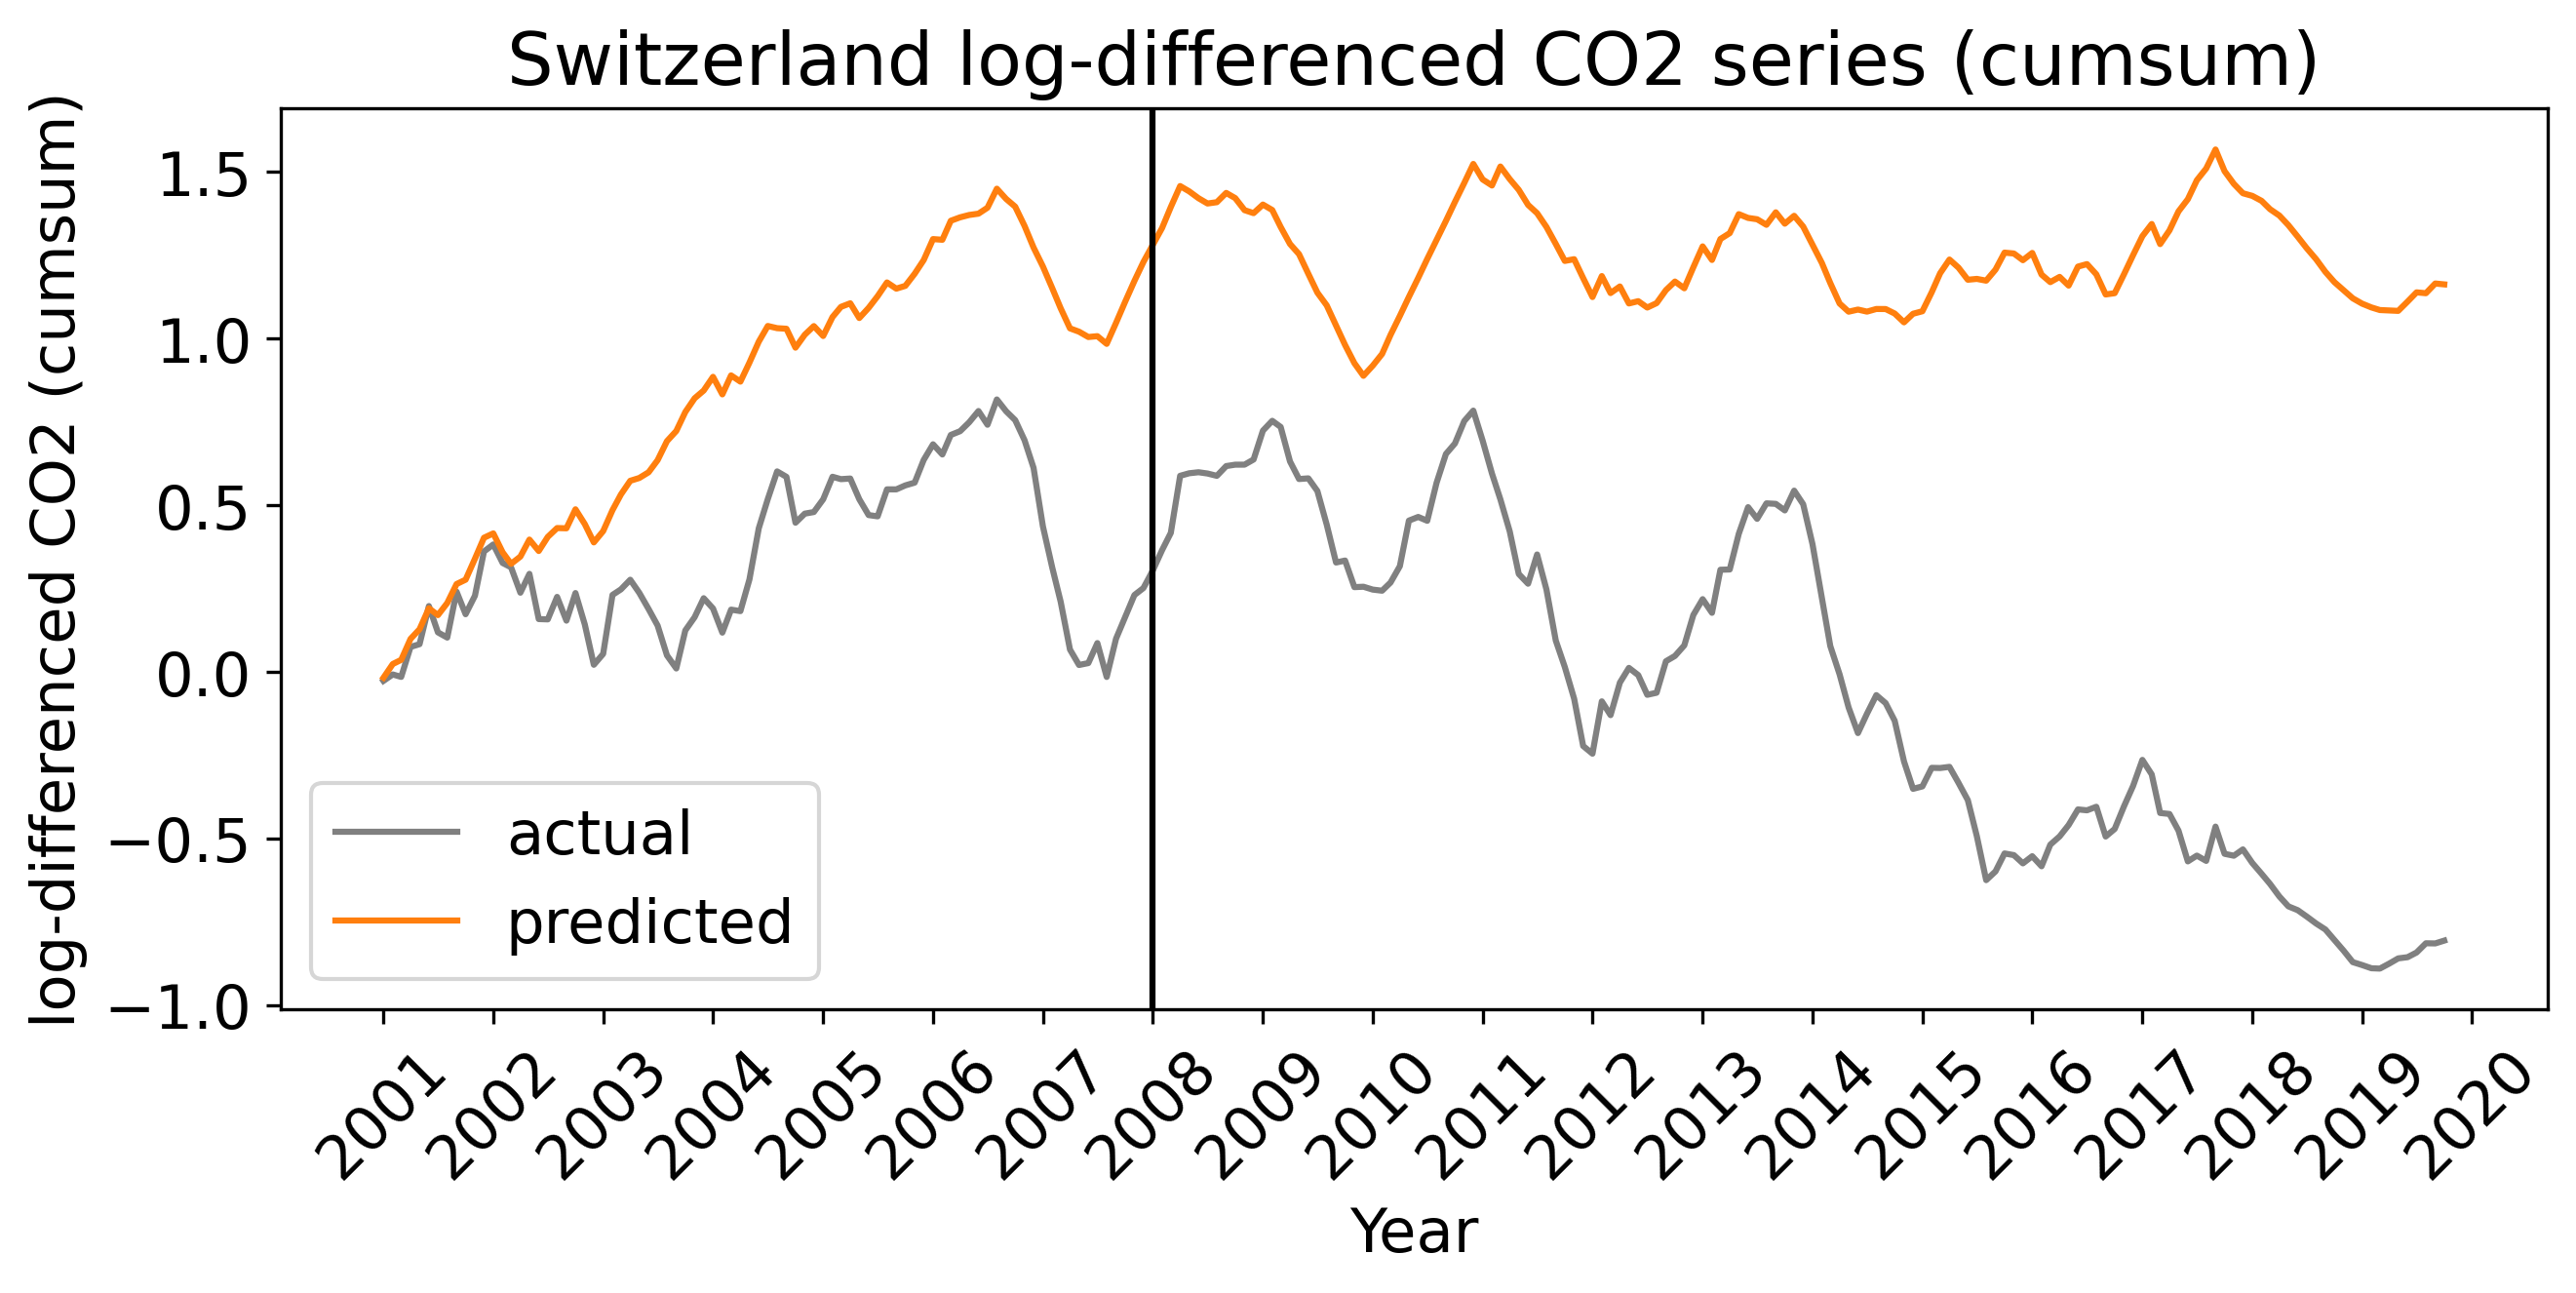 Switzerland log-differenced CO2 series (cumsum)
log-differenced CO2 (cumsum)
1.5
1.0
0.5
0.0
−0.5
−1.0
actual
predicted
2001 2002 2003 2004 2005 2006 2007 2008 2009 2010 2011 2012 2013 2014 2015 2016 2017 2018 2019 2020
Year